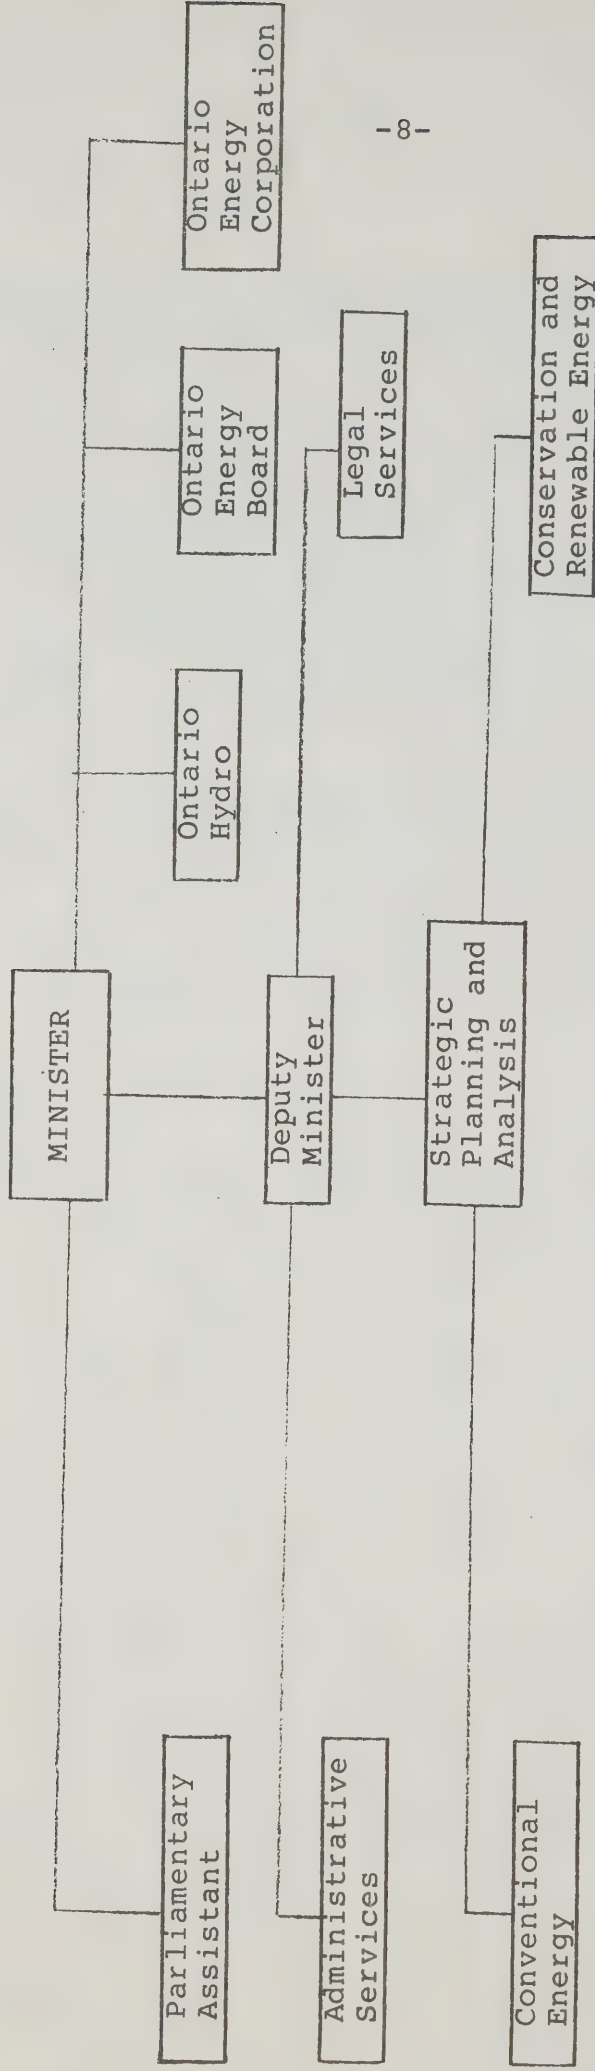 MINISTER
Ontario
Hydro
Ontario
Energy
Board
Ontario
Energy
Corporation
Parliamentary
Assistant
Deputy
Minister
Legal
Services
Administrative
Services
Strategic
Planning and
Analysis
Conventional
Energy
Conservation and
Renewable Energy
-8-